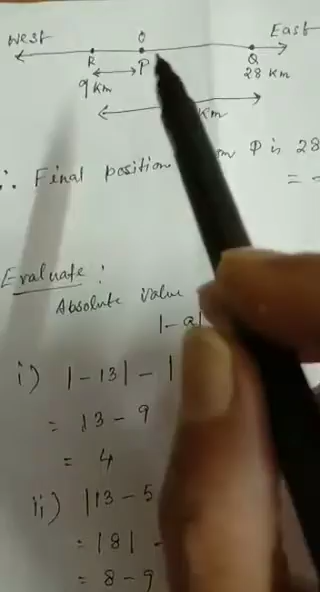 West East
O
R P Q
9 Km 28 Km
Km
∴ Final position P is 28
=
Evaluate :
Absolute value
|-a|
i) |-13| - |
= 13 - 9
= 4
ii) |13 - 5
= |8| -
= 8 - 9